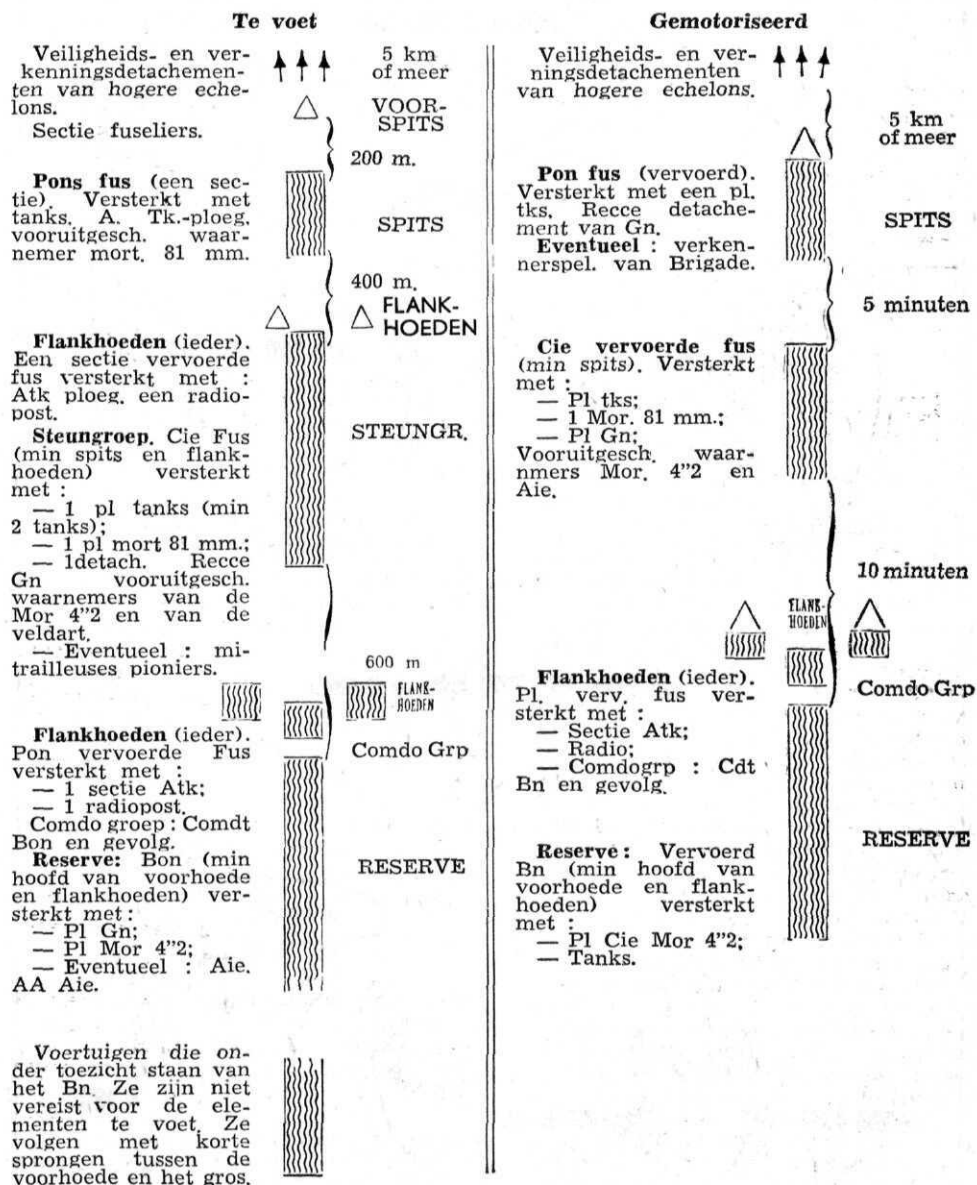 Te voet
Veiligheids- en ver-
kenningsdetachemen-
ten van hogere eche-
lons.
Sectie fuseliers.
5 km
of meer
VOOR-
SPITS
200 m.
Pons fus (een sec-
tie). Versterkt met
tanks. A. Tk.-ploeg.
vooruitgesch. waar-
nemer mort. 81 mm.
SPITS
400 m.
FLANK-
HOEDEN
Flankhoeden (ieder).
Een sectie vervoerde
fus versterkt met :
Atk ploeg. een radio-
post.
Steungroep. Cie Fus
(min spits en flank-
hoeden) versterkt
met :
— 1 pl tanks (min
2 tanks);
— 1 pl mort 81 mm.;
— 1detach. Recce
Gn vooruitgesch.
waarnemers van de
Mor 4"2 en van de
veldart.
— Eventueel : mi-
trailleuses pioniers.
STEUNGR.
600 m
FLANK-
HOEDEN
Flankhoeden (ieder).
Pon vervoerde Fus
versterkt met :
— 1 sectie Atk;
— 1 radiopost.
Comdo groep : Comdt
Bon en gevolg.
Comdo Grp
Reserve: Bon (min
hoofd van voorhoede
en flankhoeden) ver-
sterkt met :
— Pl Gn;
— Pl Mor 4"2;
— Eventueel : Aie.
AA Aie.
RESERVE
Voertuigen die on-
der toezicht staan van
het Bn. Ze zijn niet
vereist voor de ele-
menten te voet. Ze
volgen met korte
sprongen tussen de
voorhoede en het gros.
Gemotoriseerd
Veiligheids- en ver-
ningsdetachementen
van hogere echelons.
5 km
of meer
Pon fus (vervoerd).
Versterkt met een pl.
tks. Recce detache-
ment van Gn.
Eventueel : verken-
nerspel. van Brigade.
SPITS
5 minuten
Cie vervoerde fus
(min spits). Versterkt
met :
— Pl tks;
— 1 Mor. 81 mm.;
— Pl Gn;
Vooruitgesch. waar-
nmers Mor. 4"2 en
Aie.
10 minuten
FLANK-
HOEDEN
Flankhoeden (ieder).
Pl. verv. fus ver-
sterkt met :
— Sectie Atk;
— Radio;
— Comdogrp : Cdt
Bn en gevolg.
Comdo Grp
Reserve : Vervoerd
Bn (min hoofd van
voorhoede en flank-
hoeden) versterkt
met :
— Pl Cie Mor 4"2;
— Tanks.
RESERVE